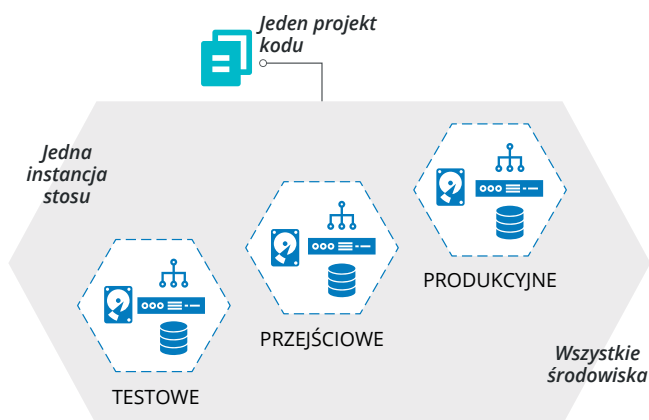 Jeden projekt
kodu
Jedna
instancja
stosu
PRODUKCYJNE
PRZEJŚCIOWE
Wszystkie
środowiska
TESTOWE